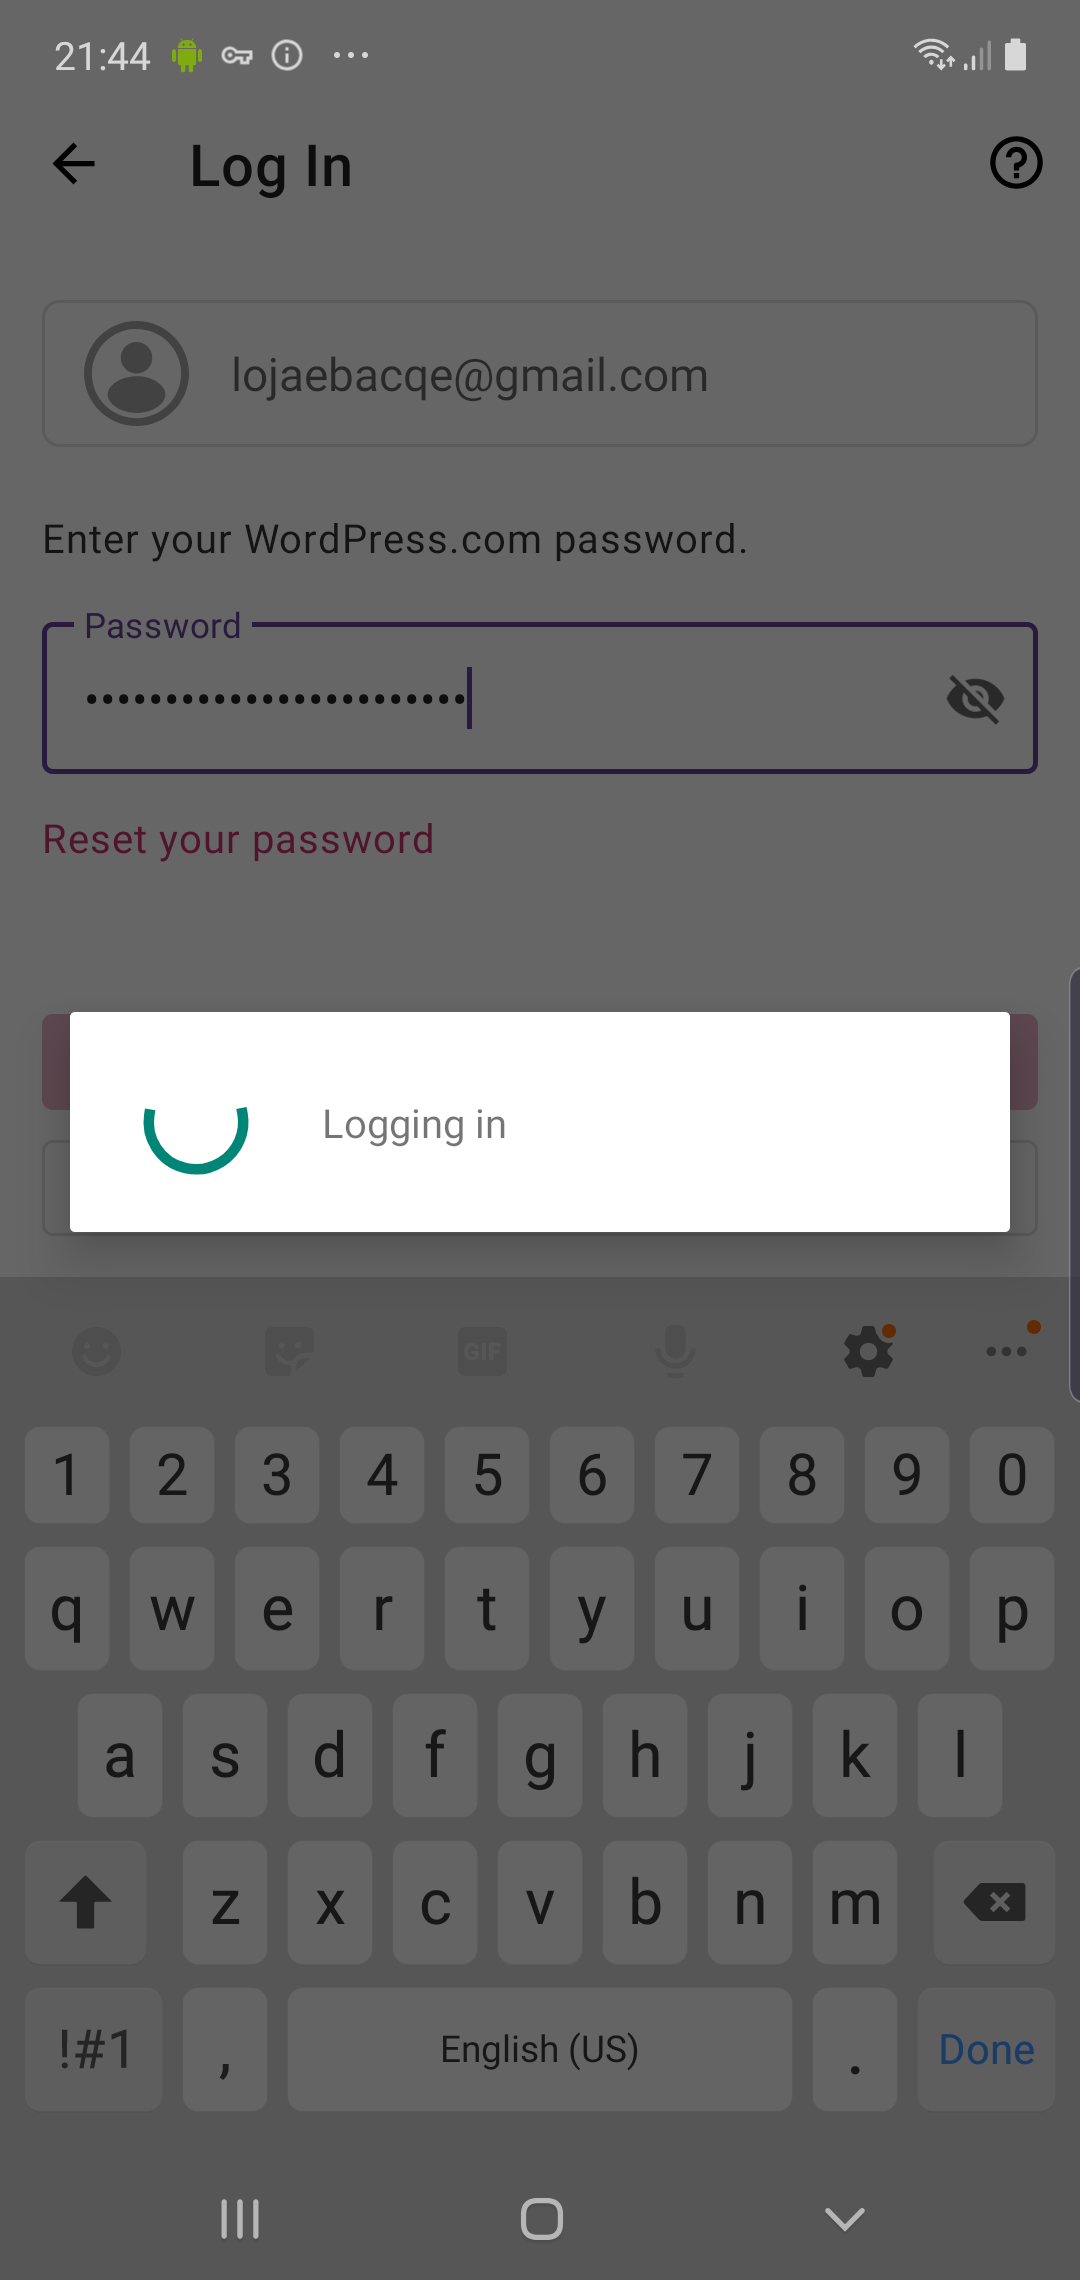 21:44
Log In
lojaebacqe@gmail.com
Enter your WordPress.com password.
Password
••••••••••••••••••••••••
Reset your password
Logging in
GIF
1 2 3 4 5 6 7 8 9 0
q w e r t y u i o p
a s d f g h j k l
z x c v b n m
!#1 , English (US) . Done